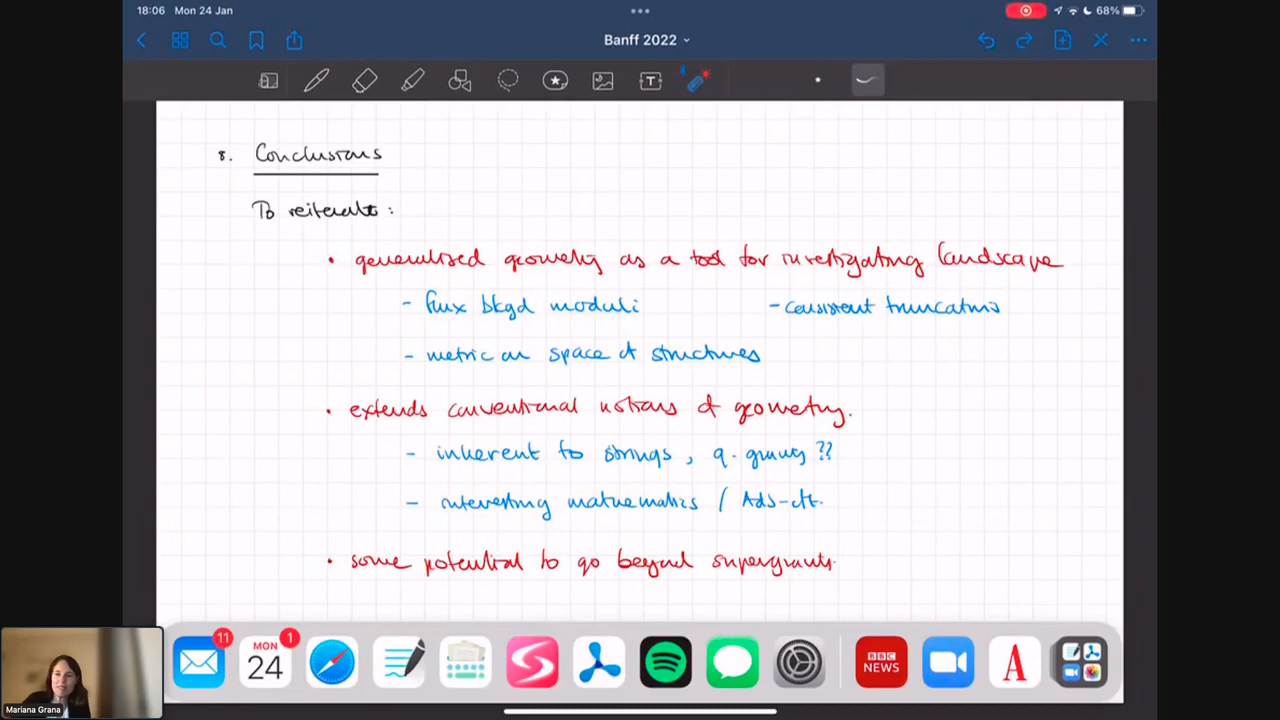 18:06 Mon 24 Jan
68%
Banff 2022
8. Conclusions
To reiterate:
• generalised geometry as a tool for investigating landscape
- flux bkgd moduli - consistent truncations
- metric on space of structures
• extends conventional notions of geometry.
- inherent to strings, q. gravity ??
- interesting mathematics / AdS-cft.
• some potential to go beyond supergravity.
11
MON 1
24
BBC
NEWS
Mariana Grana